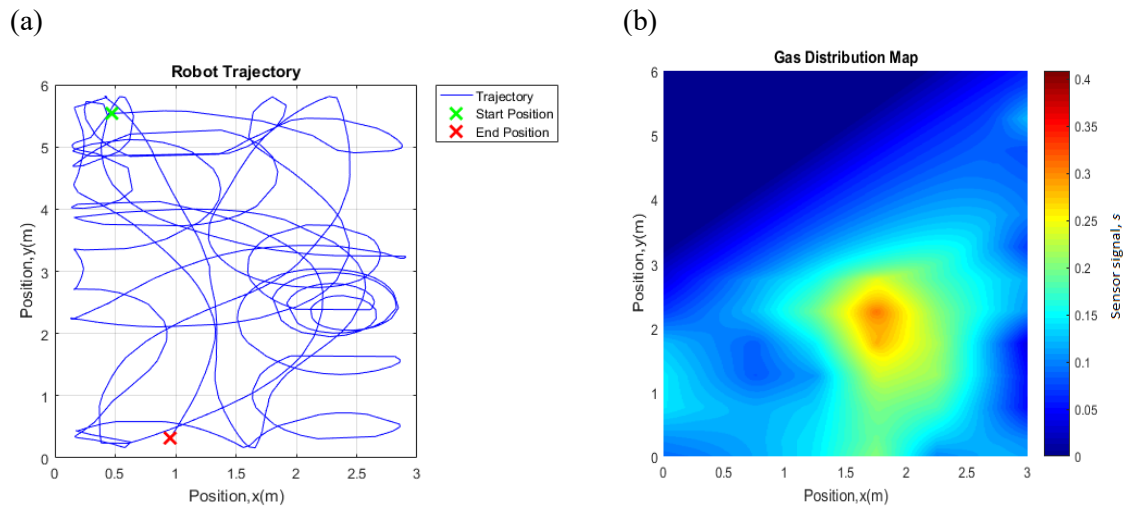 (a)
Robot Trajectory
6
5
4
3
2
1
0
Position,y(m)
0 0.5 1 1.5 2 2.5 3
Position,x(m)
Trajectory
Start Position
End Position
(b)
Gas Distribution Map
6
5
4
3
2
1
0
Position,y(m)
0 0.5 1 1.5 2 2.5 3
Position,x(m)
0.4
0.35
0.3
0.25
0.2
0.15
0.1
0.05
0
Sensor signal, s